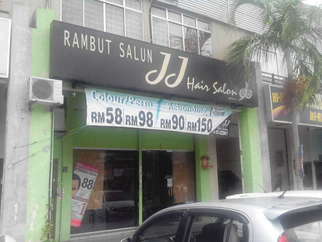 RAMBUT SALUN JJ Hair Salon
Colour/Perm
RM58 RM98 RM90 RM150
88